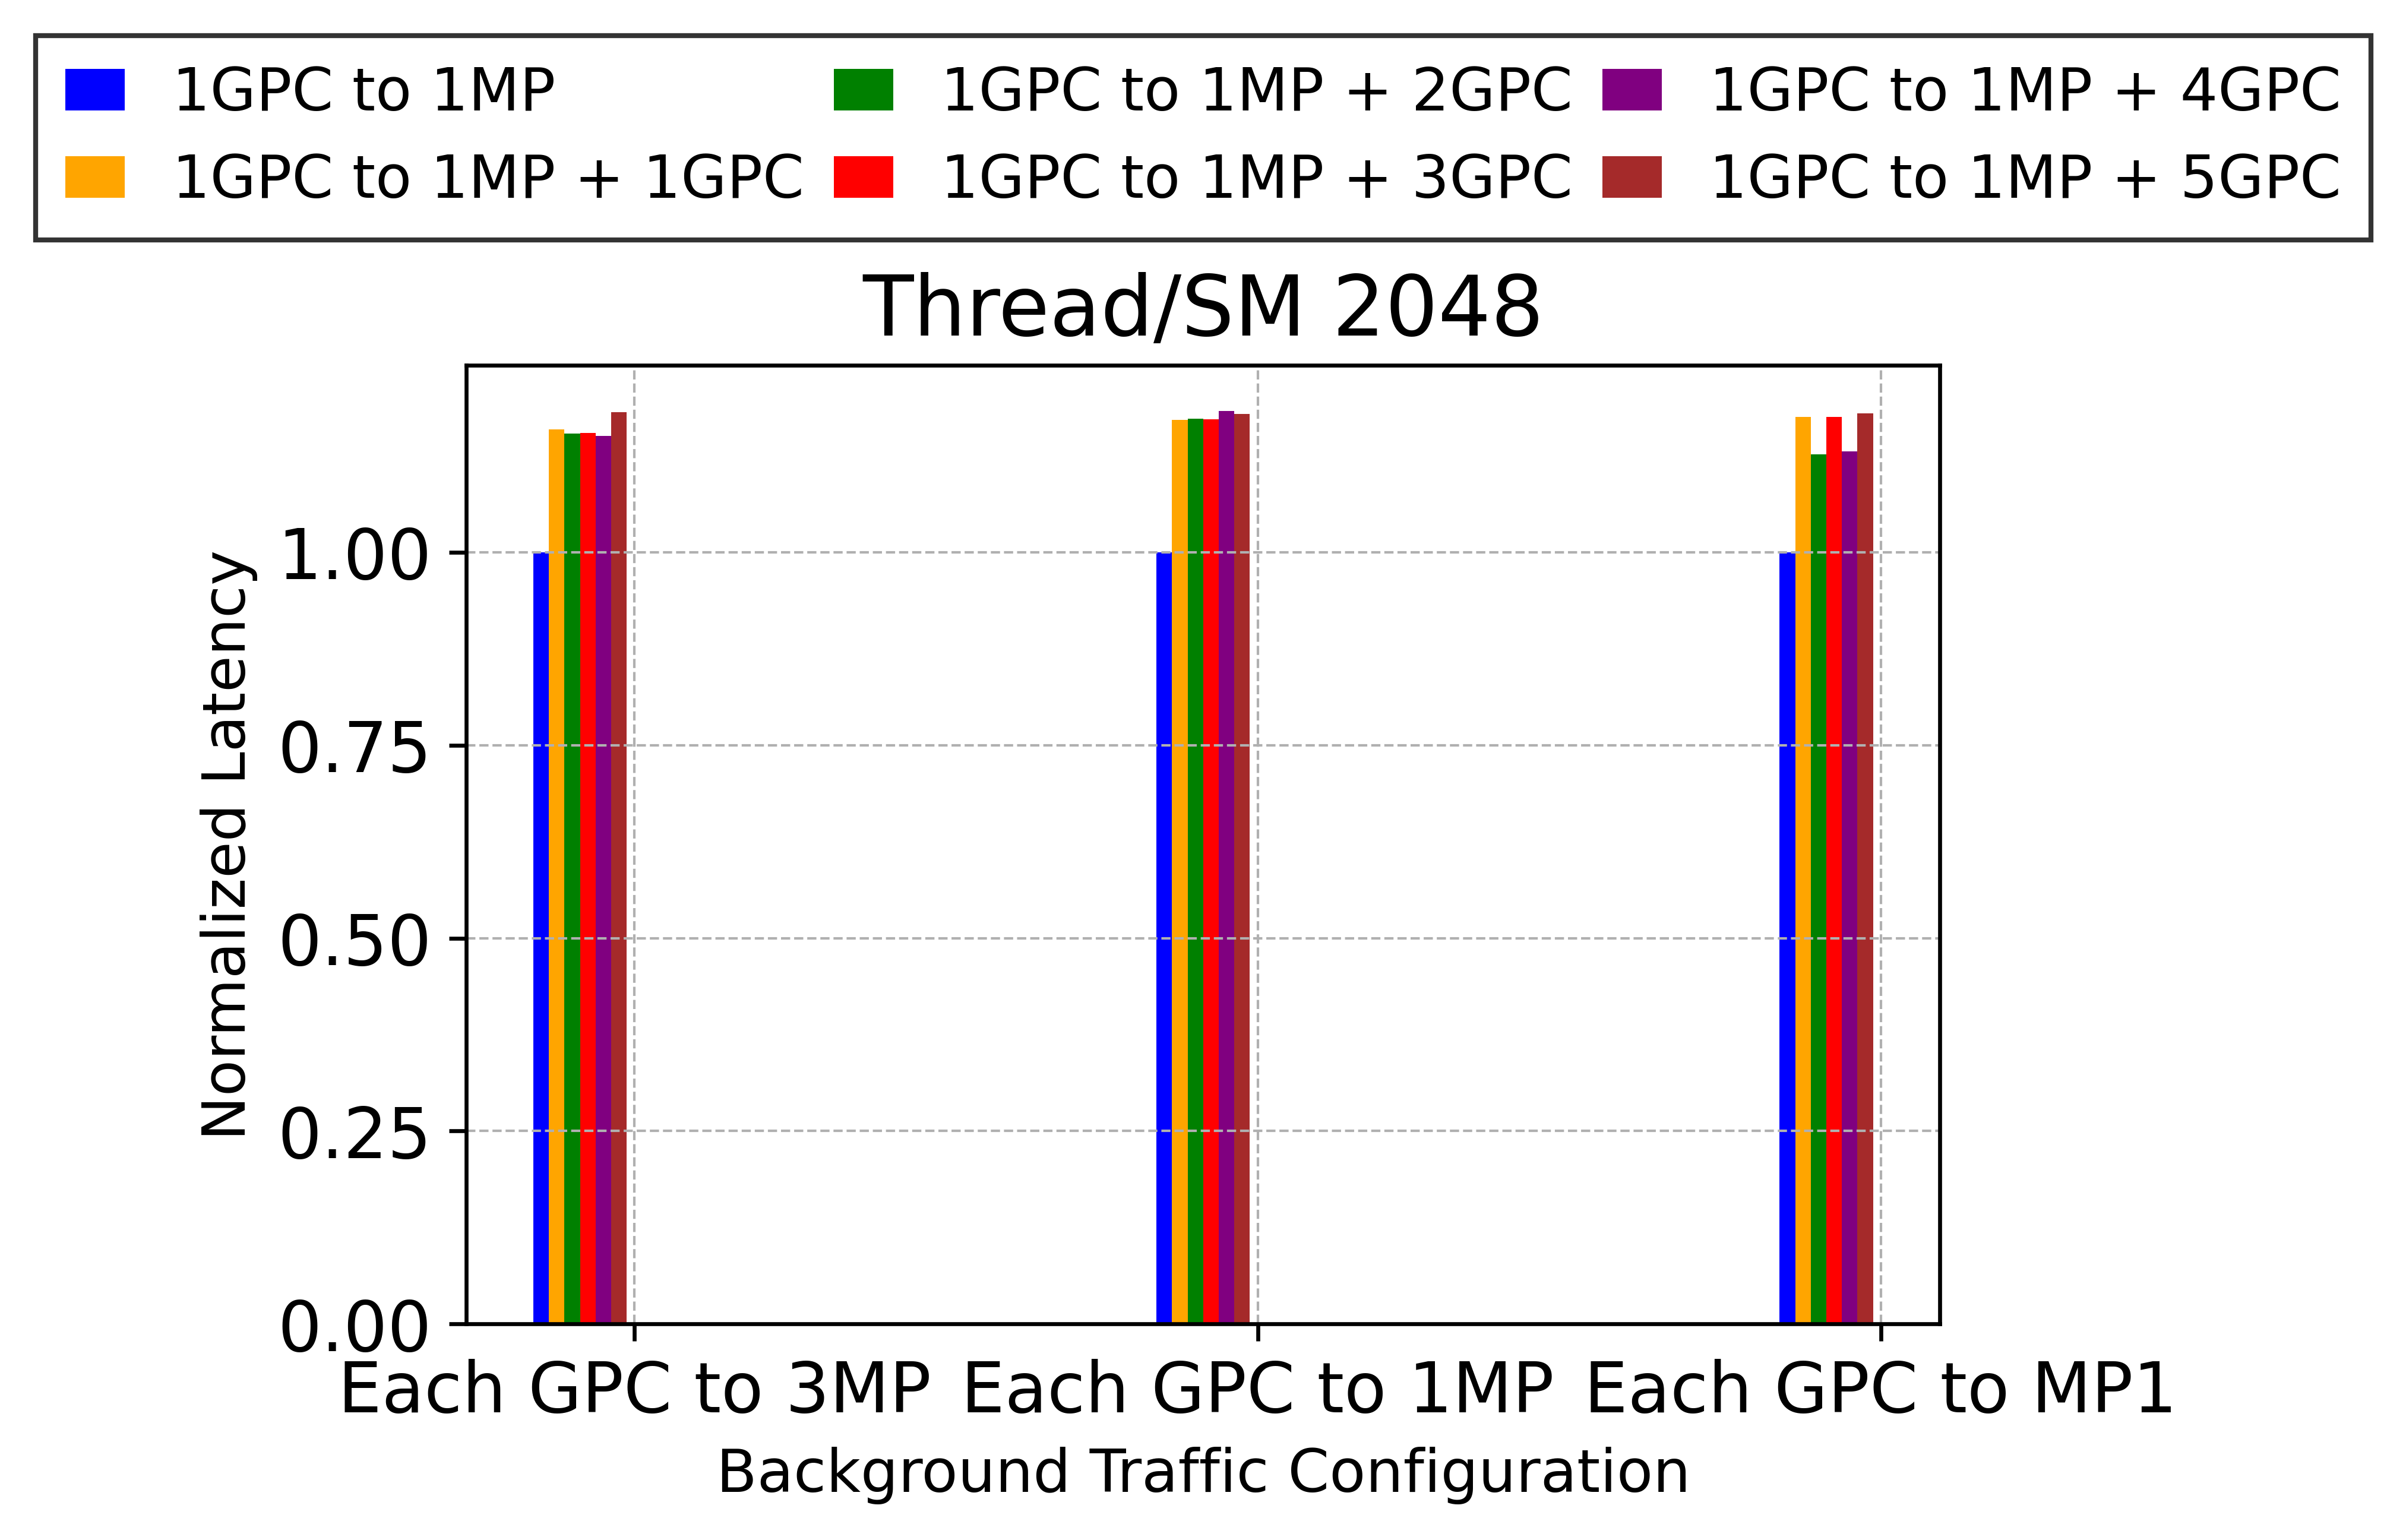 1GPC to 1MP
1GPC to 1MP + 1GPC
1GPC to 1MP + 2GPC
1GPC to 1MP + 3GPC
1GPC to 1MP + 4GPC
1GPC to 1MP + 5GPC
Thread/SM 2048
Normalized Latency
1.00
0.75
0.50
0.25
0.00
Each GPC to 3MP
Each GPC to 1MP
Each GPC to MP1
Background Traffic Configuration